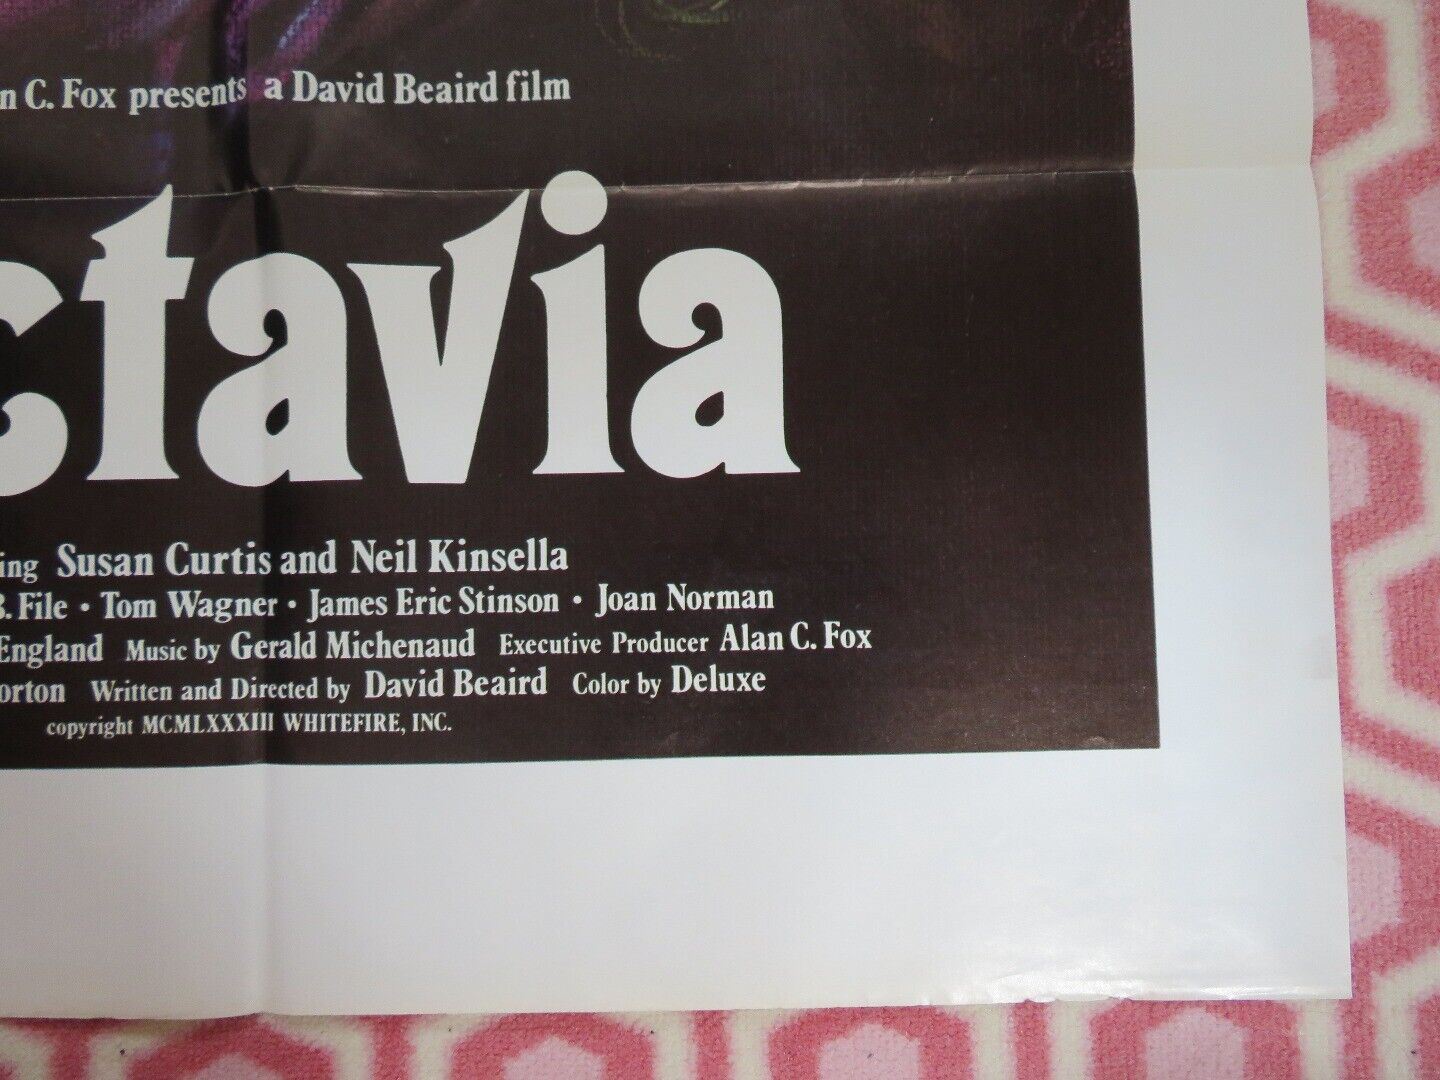 n C. Fox presents a David Beaird film
ctavia
ing Susan Curtis and Neil Kinsella
B. File • Tom Wagner • James Eric Stinson • Joan Norman
England Music by Gerald Michenaud Executive Producer Alan C. Fox
orton Written and Directed by David Beaird Color by Deluxe
copyright MCMLXXXIII WHITEFIRE, INC.